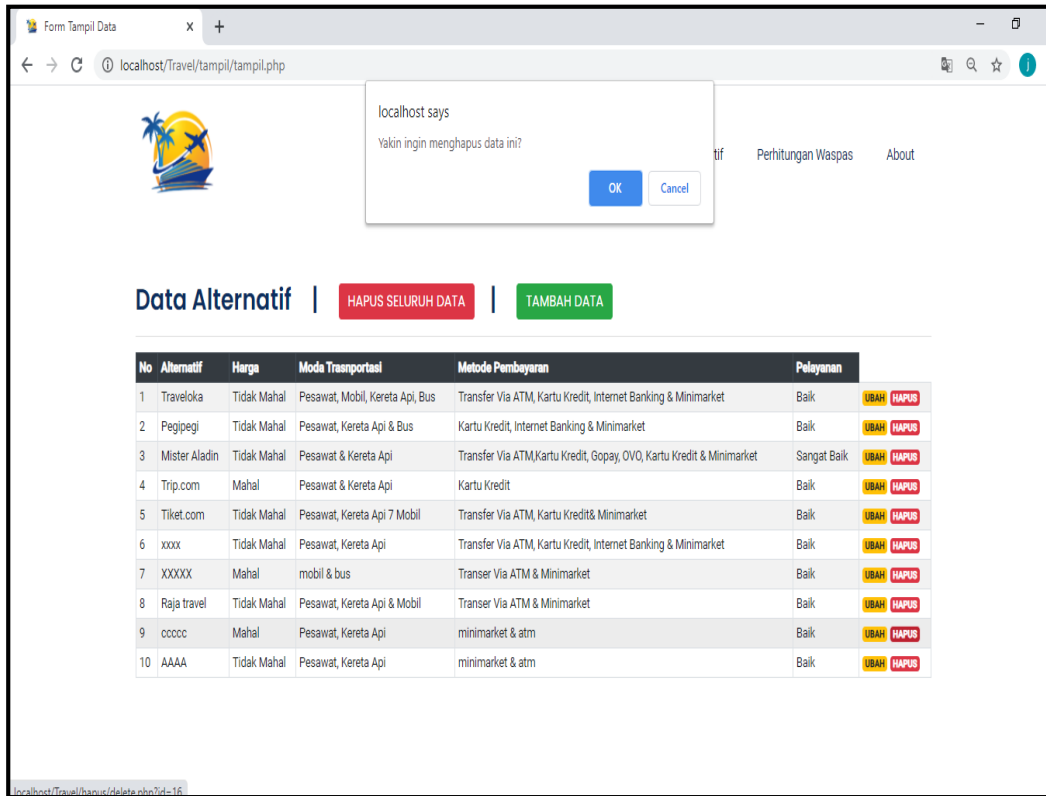 Form Tampil Data
localhost/Travel/tampil/tampil.php
j
localhost says
Yakin ingin menghapus data ini?
OK Cancel
tif Perhitungan Waspas About
Data Alternatif | HAPUS SELURUH DATA | TAMBAH DATA
No Alternatif Harga Moda Trasnportasi Metode Pembayaran Pelayanan
1 Traveloka Tidak Mahal Pesawat, Mobil, Kereta Api, Bus Transfer Via ATM, Kartu Kredit, Internet Banking & Minimarket Baik UBAH HAPUS
2 Pegipegi Tidak Mahal Pesawat, Kereta Api & Bus Kartu Kredit, Internet Banking & Minimarket Baik UBAH HAPUS
3 Mister Aladin Tidak Mahal Pesawat & Kereta Api Transfer Via ATM,Kartu Kredit, Gopay, OVO, Kartu Kredit & Minimarket Sangat Baik UBAH HAPUS
4 Trip.com Mahal Pesawat & Kereta Api Kartu Kredit Baik UBAH HAPUS
5 Tiket.com Tidak Mahal Pesawat, Kereta Api 7 Mobil Transfer Via ATM, Kartu Kredit& Minimarket Baik UBAH HAPUS
6 xxxx Tidak Mahal Pesawat, Kereta Api Transfer Via ATM, Kartu Kredit, Internet Banking & Minimarket Baik UBAH HAPUS
7 XXXXX Mahal mobil & bus Transer Via ATM & Minimarket Baik UBAH HAPUS
8 Raja travel Tidak Mahal Pesawat, Kereta Api & Mobil Transer Via ATM & Minimarket Baik UBAH HAPUS
9 ccccc Mahal Pesawat, Kereta Api minimarket & atm Baik UBAH HAPUS
10 AAAA Tidak Mahal Pesawat, Kereta Api minimarket & atm Baik UBAH HAPUS
localhost/Travel/hapus/delete.php?id=16